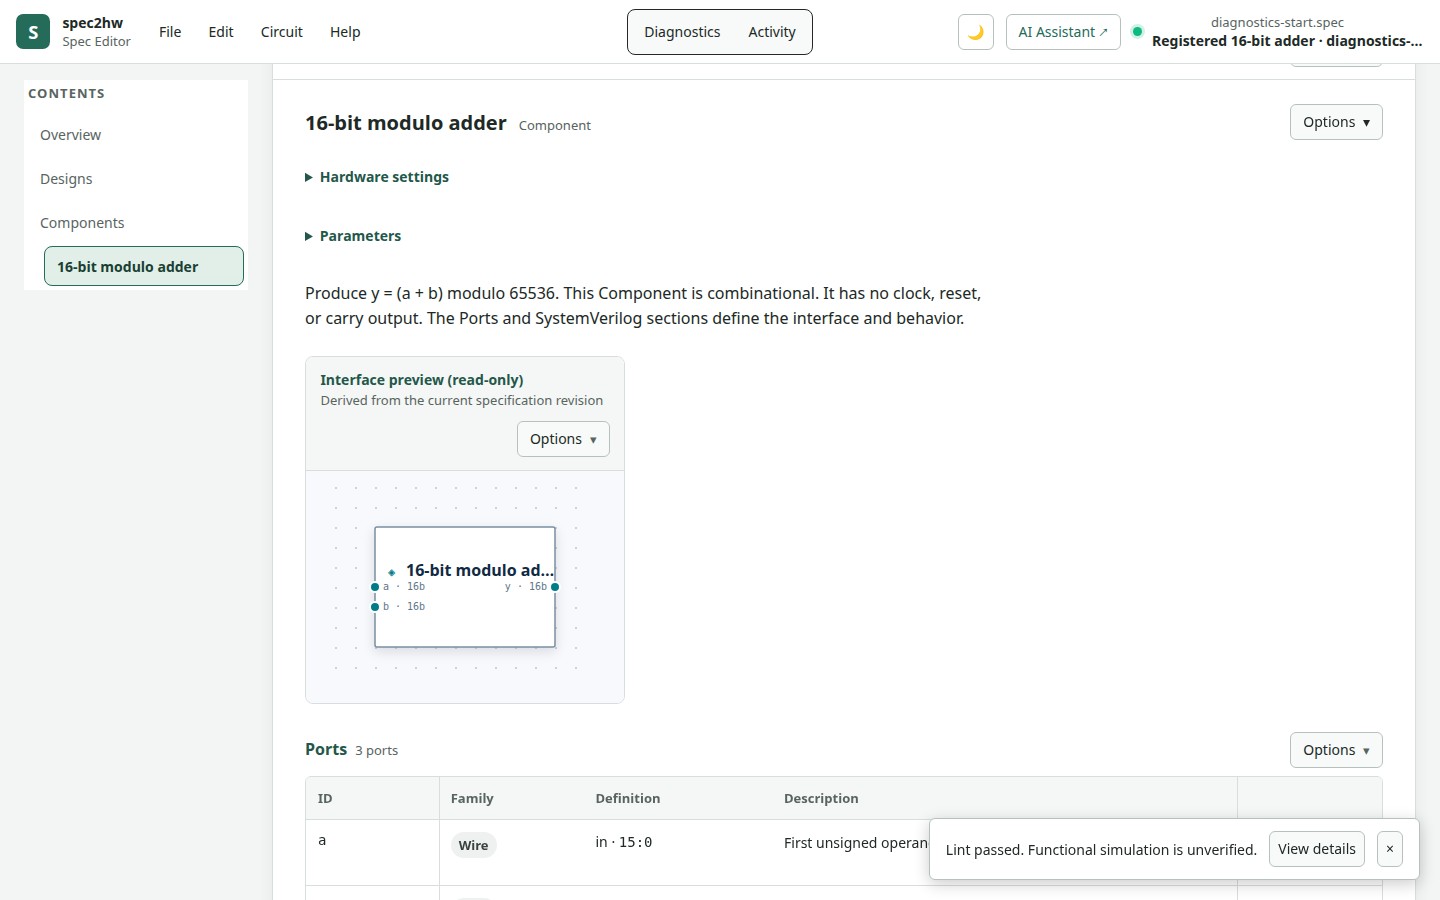 S
spec2hw
Spec Editor
File
Edit
Circuit
Help
Diagnostics
Activity
🌙
AI Assistant ↗
diagnostics-start.spec
Registered 16-bit adder · diagnostics-...
CONTENTS
Overview
Designs
Components
16-bit modulo adder
16-bit modulo adder Component
Options ▾
▶ Hardware settings
▶ Parameters
Produce y = (a + b) modulo 65536. This Component is combinational. It has no clock, reset,
or carry output. The Ports and SystemVerilog sections define the interface and behavior.
Interface preview (read-only)
Derived from the current specification revision
Options ▾
◈ 16-bit modulo ad...
a · 16b
y · 16b
b · 16b
Ports 3 ports
Options ▾
ID
Family
Definition
Description
a
Wire
in · 15:0
First unsigned operan
Lint passed. Functional simulation is unverified.
View details
×